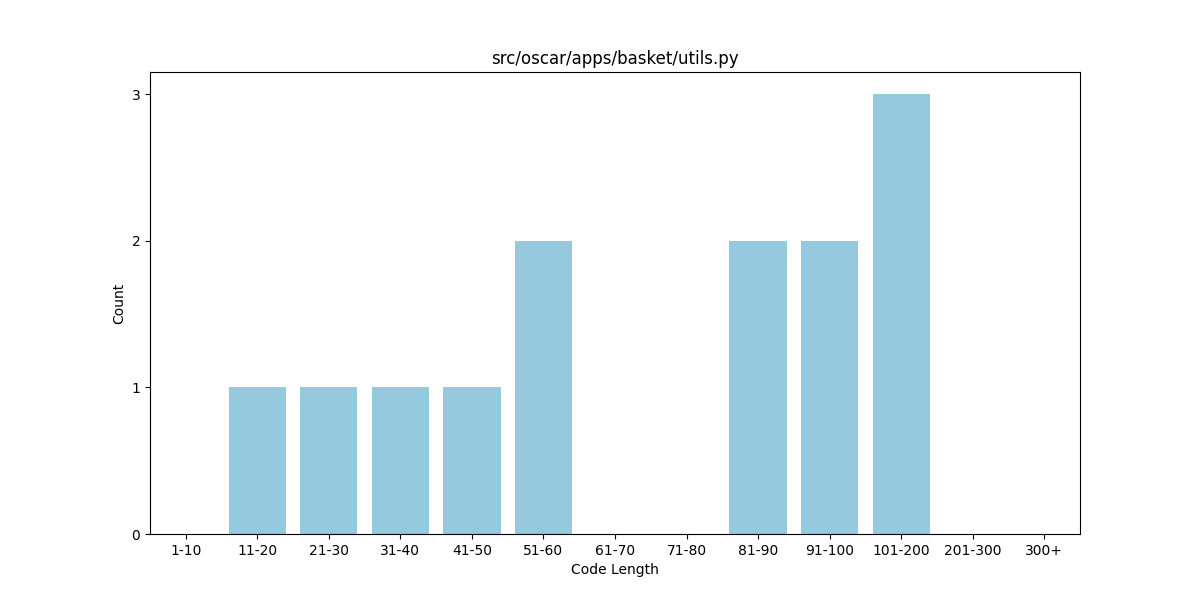 src/oscar/apps/basket/utils.py
3
2
1
0
Count
1-10 11-20 21-30 31-40 41-50 51-60 61-70 71-80 81-90 91-100 101-200 201-300 300+
Code Length